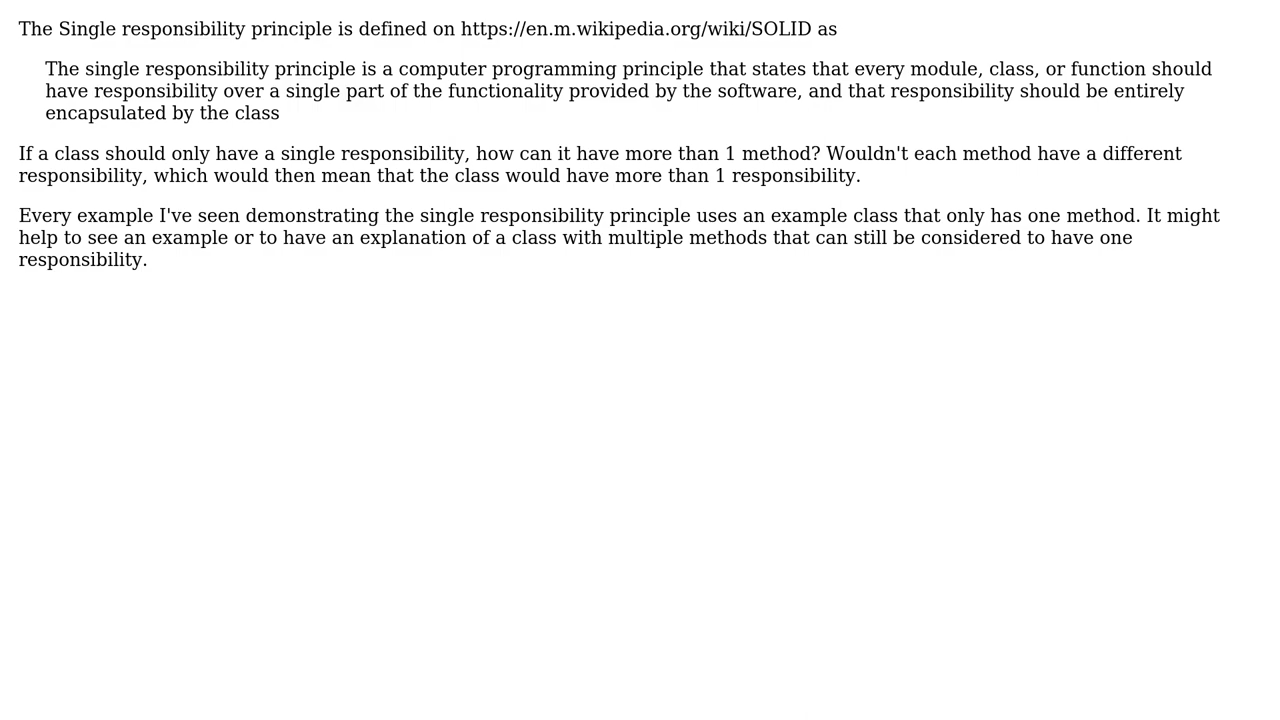 The Single responsibility principle is defined on https://en.m.wikipedia.org/wiki/SOLID as
The single responsibility principle is a computer programming principle that states that every module, class, or function should
have responsibility over a single part of the functionality provided by the software, and that responsibility should be entirely
encapsulated by the class
If a class should only have a single responsibility, how can it have more than 1 method? Wouldn't each method have a different
responsibility, which would then mean that the class would have more than 1 responsibility.
Every example I've seen demonstrating the single responsibility principle uses an example class that only has one method. It might
help to see an example or to have an explanation of a class with multiple methods that can still be considered to have one
responsibility.